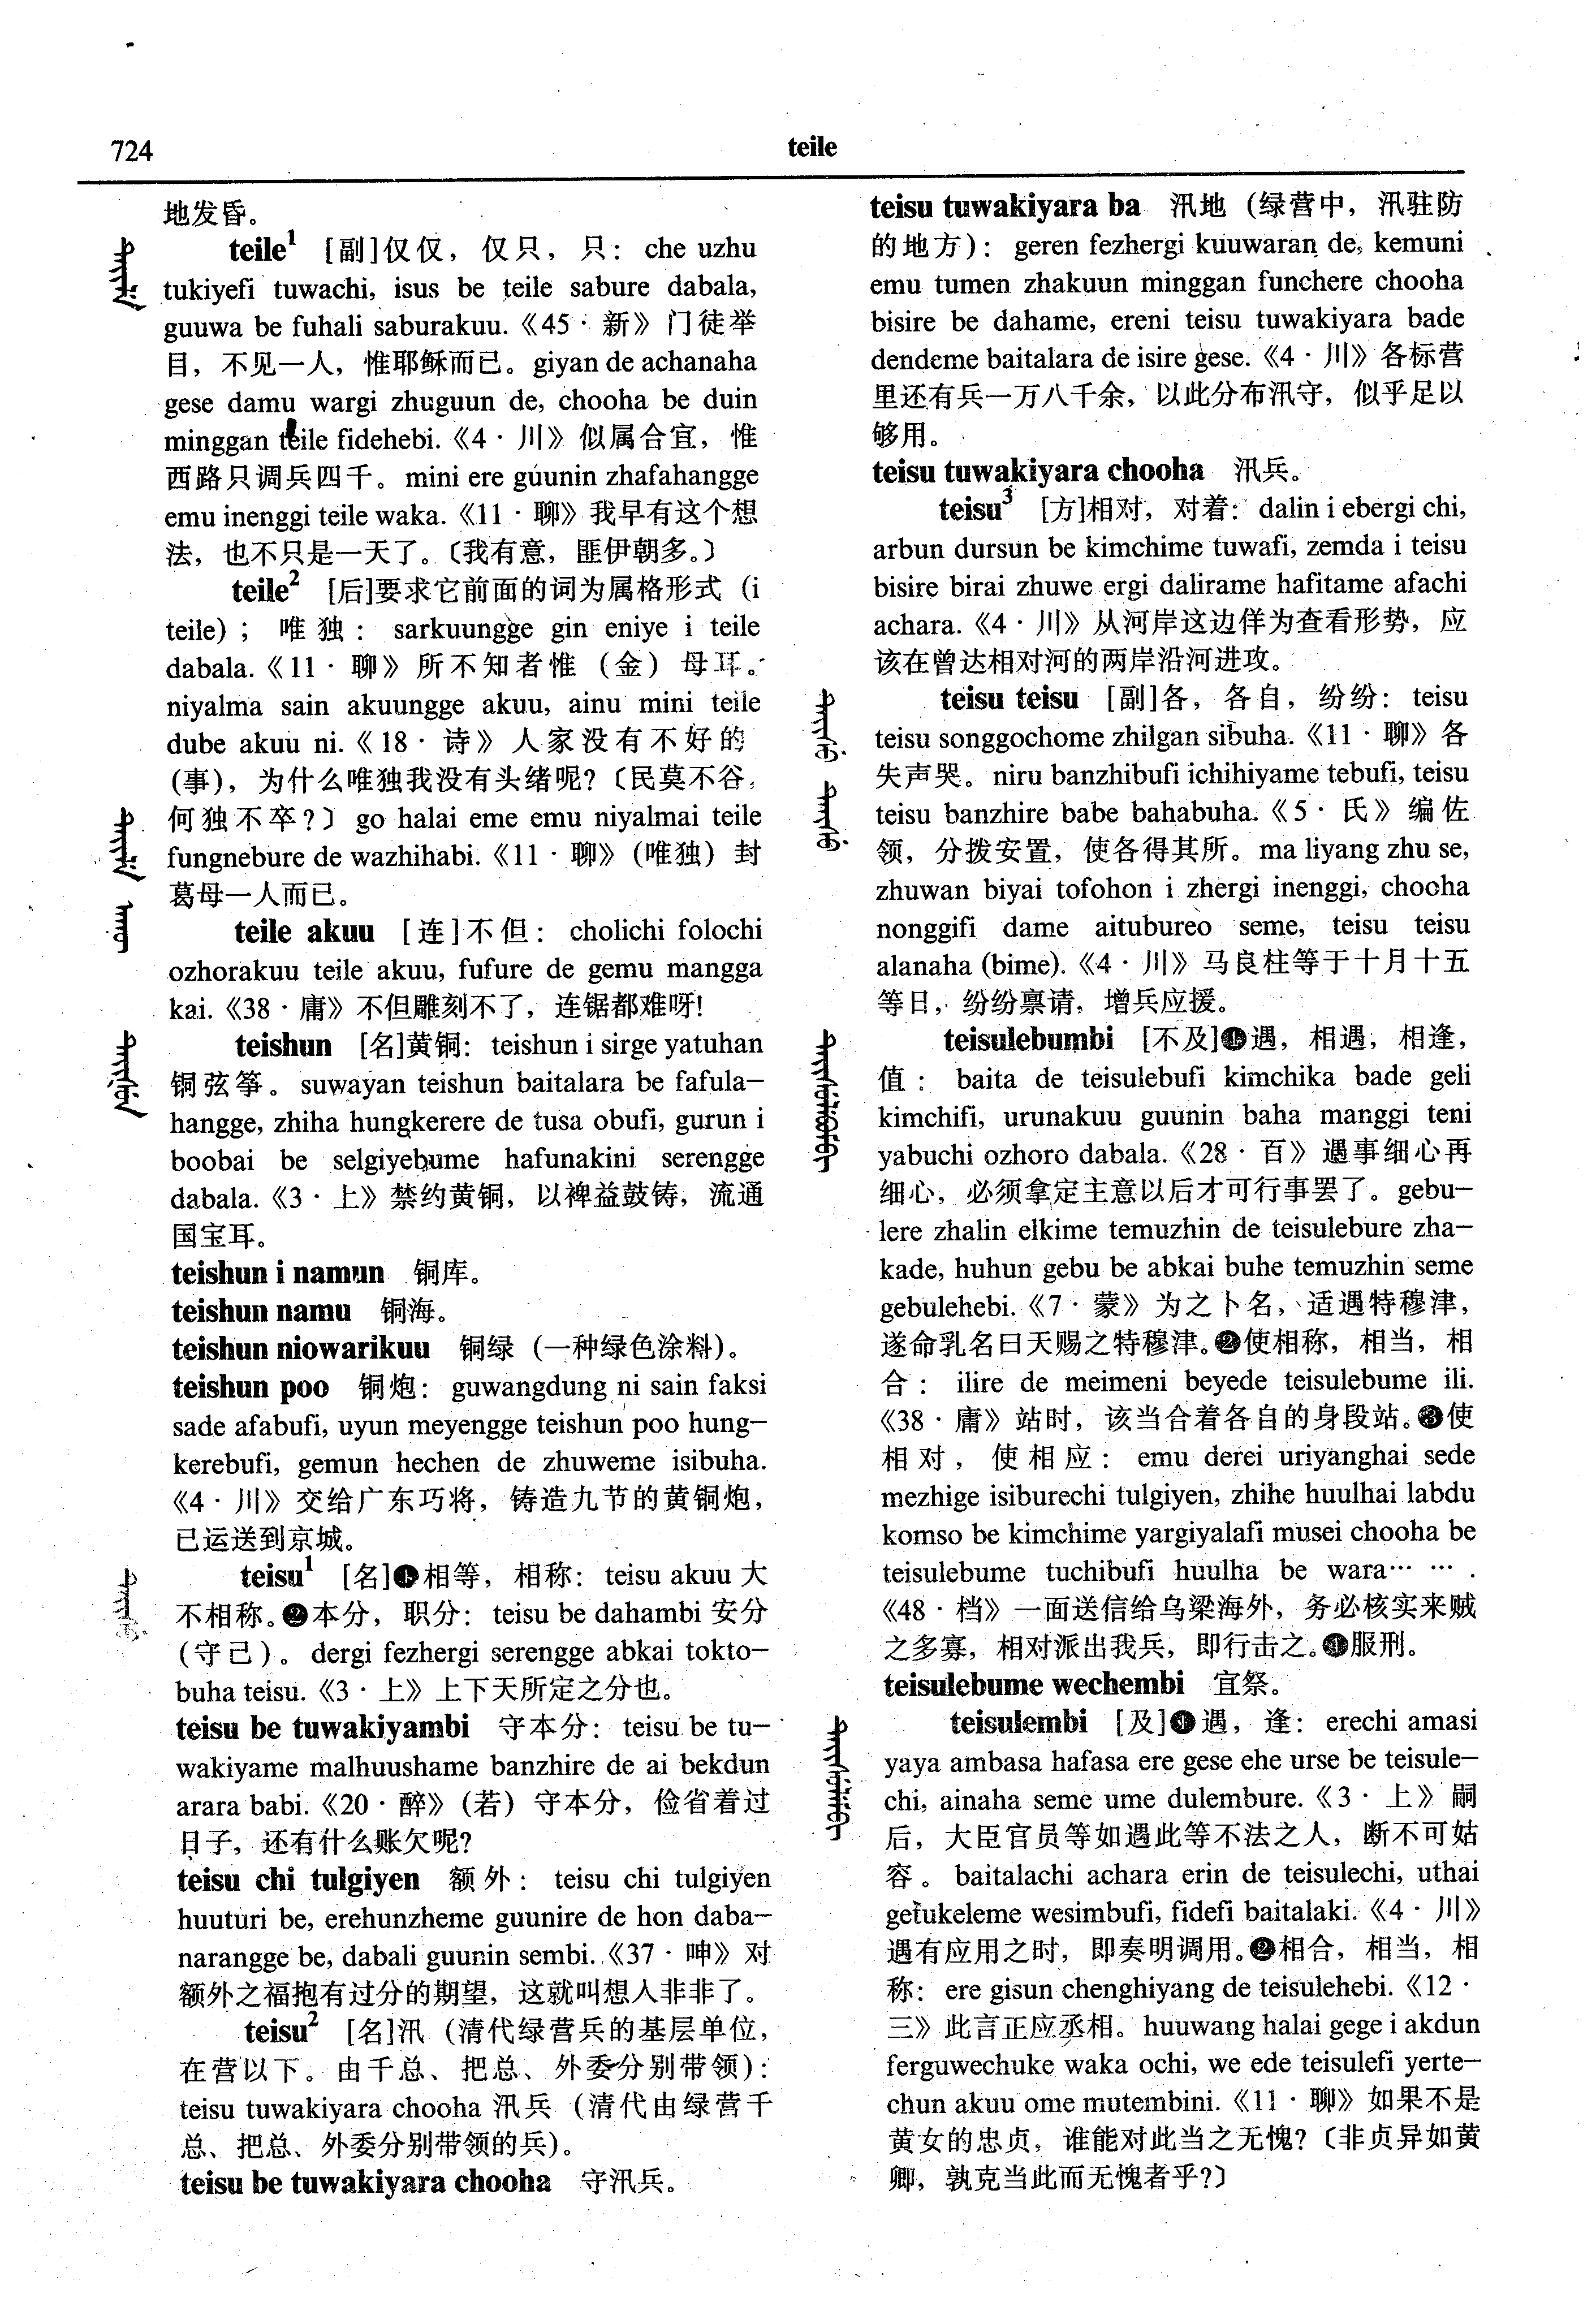 724
teile
地发昏。
teile¹ [副]仅仅，仅只，只：che uzhu
tukiyefi tuwachi, isus be teile sabure dabala,
guuwa be fuhali saburakuu.《45·新》门徒举
目，不见一人，惟耶稣而已。giyan de achanaha
gese damu wargi zhuguun de, chooha be duin
minggan teile fidehebi.《4·川》似属合宜，惟
西路只调兵四千。mini ere guunin zhafahangge
emu inenggi teile waka.《11·聊》我早有这个想
法，也不只是一天了。〔我有意，匪伊朝多。〕
teile² [后]要求它前面的词为属格形式（i
teile）；唯独：sarkuungge gin eniye i teile
dabala.《11·聊》所不知者惟（金）母耳。
niyalma sain akuungge akuu, ainu mini teile
dube akuu ni.《18·诗》人家没有不好的
（事），为什么唯独我没有头绪呢？〔民莫不谷，
何独不卒？〕go halai eme emu niyalmai teile
fungnebure de wazhihabi.《11·聊》（唯独）封
葛母一人而已。
teile akuu [连]不但：cholichi folochi
ozhorakuu teile akuu, fufure de gemu mangga
kai.《38·庸》不但雕刻不了，连锯都难呀！
teishun [名]黄铜：teishun i sirge yatuhan
铜弦筝。suwayan teishun baitalara be fafula—
hangge, zhiha hungkerere de tusa obufi, gurun i
boobai be selgiyebume hafunakini serengge
dabala.《3·上》禁约黄铜，以裨益鼓铸，流通
国宝耳。
teishun i namun 铜库。
teishun namu 铜海。
teishun niowarikuu 铜绿（一种绿色涂料）。
teishun poo 铜炮：guwangdung ni sain faksi
sade afabufi, uyun meyengge teishun poo hung—
kerebufi, gemun hechen de zhuweme isibuha.
《4·川》交给广东巧将，铸造九节的黄铜炮，
已运送到京城。
teisu¹ [名]❶相等，相称：teisu akuu 大
不相称。❷本分，职分：teisu be dahambi 安分
（守己）。dergi fezhergi serengge abkai tokto—
buha teisu.《3·上》上下天所定之分也。
teisu be tuwakiyambi 守本分：teisu be tu—
wakiyame malhuushame banzhire de ai bekdun
arara babi.《20·醉》（若）守本分，俭省着过
日子，还有什么账欠呢？
teisu chi tulgiyen 额外：teisu chi tulgiyen
huuturi be, erehunzheme guunire de hon daba—
narangge be, dabali guunin sembi.《37·呻》对
额外之福抱有过分的期望，这就叫想人非非了。
teisu² [名]汛（清代绿营兵的基层单位，
在营以下。由千总、把总、外委分别带领）：
teisu tuwakiyara chooha 汛兵（清代由绿营千
总、把总、外委分别带领的兵）。
teisu be tuwakiyara chooha 守汛兵。
teisu tuwakiyara ba 汛地（绿营中，汛驻防
的地方）：geren fezhergi kuuwaran de, kemuni
emu tumen zhakuun minggan funchere chooha
bisire be dahame, ereni teisu tuwakiyara bade
dendeme baitalara de isire gese.《4·川》各标营
里还有兵一万八千余，以此分布汛守，似乎足以
够用。
teisu tuwakiyara chooha 汛兵。
teisu³ [方]相对，对着：dalin i ebergi chi,
arbun dursun be kimchime tuwafi, zemda i teisu
bisire birai zhuwe ergi dalirame hafitame afachi
achara.《4·川》从河岸这边佯为查看形势，应
该在曾达相对河的两岸沿河进攻。
teisu teisu [副]各，各自，纷纷：teisu
teisu songgochome zhilgan sibuha.《11·聊》各
失声哭。niru banzhibufi ichihiyame tebufi, teisu
teisu banzhire babe bahabuha.《5·氏》编佐
领，分拨安置，使各得其所。ma liyang zhu se,
zhuwan biyai tofohon i zhergi inenggi, chooha
nonggifi dame aitubureo seme, teisu teisu
alanaha (bime).《4·川》马良柱等于十月十五
等日，纷纷禀请，增兵应援。
teisulebumbi [不及]❶遇，相遇，相逢，
值：baita de teisulebufi kimchika bade geli
kimchifi, urunakuu guunin baha manggi teni
yabuchi ozhoro dabala.《28·百》遇事细心再
细心，必须拿定主意以后才可行事罢了。gebu—
lere zhalin elkime temuzhin de teisulebure zha—
kade, huhun gebu be abkai buhe temuzhin seme
gebulehebi.《7·蒙》为之卜名，适遇特穆津，
遂命乳名曰天赐之特穆津。❷使相称，相当，相
合：ilire de meimeni beyede teisulebume ili.
《38·庸》站时，该当合着各自的身段站。❸使
相对，使相应：emu derei uriyanghai sede
mezhige isiburechi tulgiyen, zhihe huulhai labdu
komso be kimchime yargiyalafi musei chooha be
teisulebume tuchibufi huulha be wara… … .
《48·档》一面送信给乌梁海外，务必核实来贼
之多寡，相对派出我兵，即行击之。❹服刑。
teisulebume wechembi 宜祭。
teisulembi [及]❶遇，逢：erechi amasi
yaya ambasa hafasa ere gese ehe urse be teisule—
chi, ainaha seme ume dulembure.《3·上》嗣
后，大臣官员等如遇此等不法之人，断不可姑
容。baitalachi achara erin de teisulechi, uthai
getukeleme wesimbufi, fidefi baitalaki.《4·川》
遇有应用之时，即奏明调用。❷相合，相当，相
称：ere gisun chenghiyang de teisulehebi.《12·
三》此言正应丞相。huuwang halai gege i akdun
ferguwechuke waka ochi, we ede teisulefi yerte—
chun akuu ome mutembini.《11·聊》如果不是
黄女的忠贞，谁能对此当之无愧？〔非贞异如黄
卿，孰克当此而无愧者乎？〕